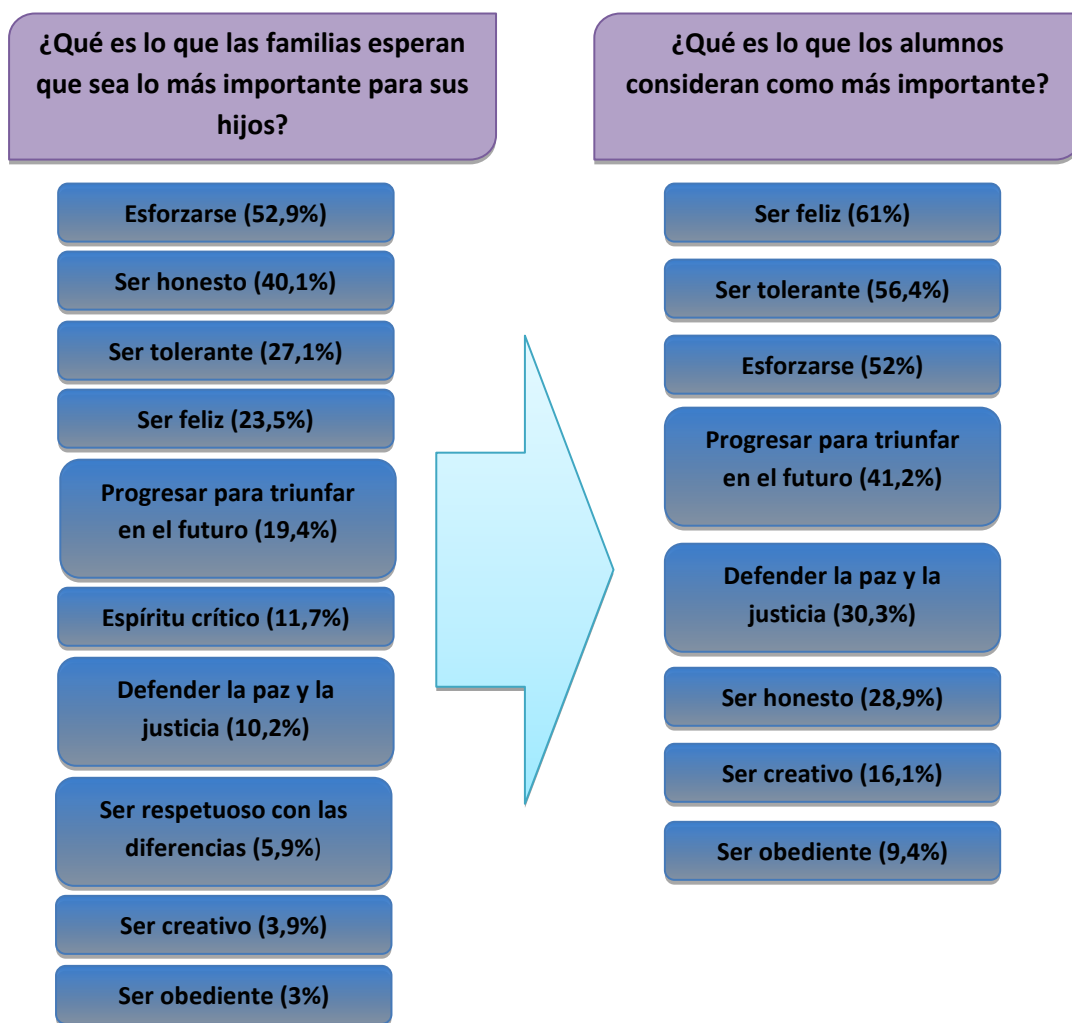 ¿Qué es lo que las familias esperan
que sea lo más importante para sus
hijos?
Esforzarse (52,9%)
Ser honesto (40,1%)
Ser tolerante (27,1%)
Ser feliz (23,5%)
Progresar para triunfar
en el futuro (19,4%)
Espíritu crítico (11,7%)
Defender la paz y la
justicia (10,2%)
Ser respetuoso con las
diferencias (5,9%)
Ser creativo (3,9%)
Ser obediente (3%)
¿Qué es lo que los alumnos
consideran como más importante?
Ser feliz (61%)
Ser tolerante (56,4%)
Esforzarse (52%)
Progresar para triunfar
en el futuro (41,2%)
Defender la paz y la
justicia (30,3%)
Ser honesto (28,9%)
Ser creativo (16,1%)
Ser obediente (9,4%)